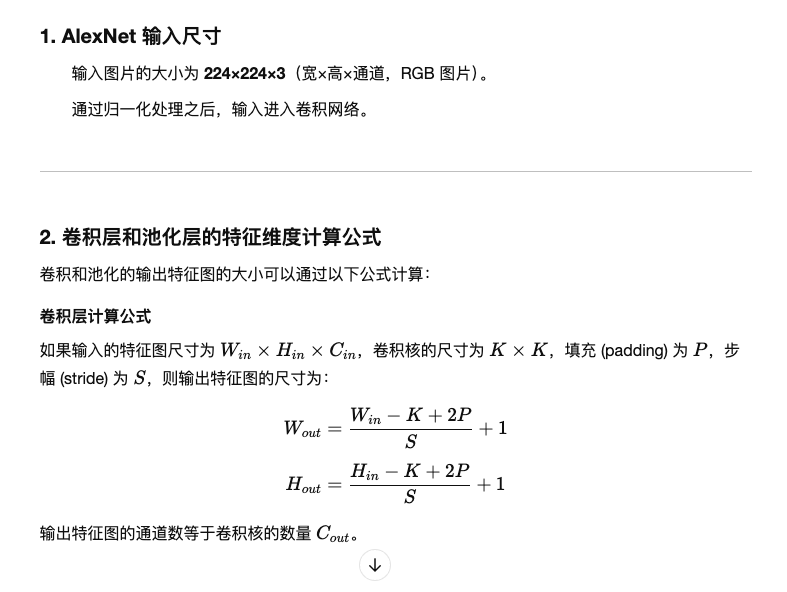 1. AlexNet 输入尺寸
输入图片的大小为 224×224×3（宽×高×通道，RGB 图片）。
通过归一化处理之后，输入进入卷积网络。
2. 卷积层和池化层的特征维度计算公式
卷积和池化的输出特征图的大小可以通过以下公式计算：
卷积层计算公式
如果输入的特征图尺寸为 W_{in} × H_{in} × C_{in}，卷积核的尺寸为 K × K，填充 (padding) 为 P，步
幅 (stride) 为 S，则输出特征图的尺寸为：
W_{out} = \frac{W_{in} − K + 2P}{S} + 1
H_{out} = \frac{H_{in} − K + 2P}{S} + 1
输出特征图的通道数等于卷积核的数量 C_{out}。